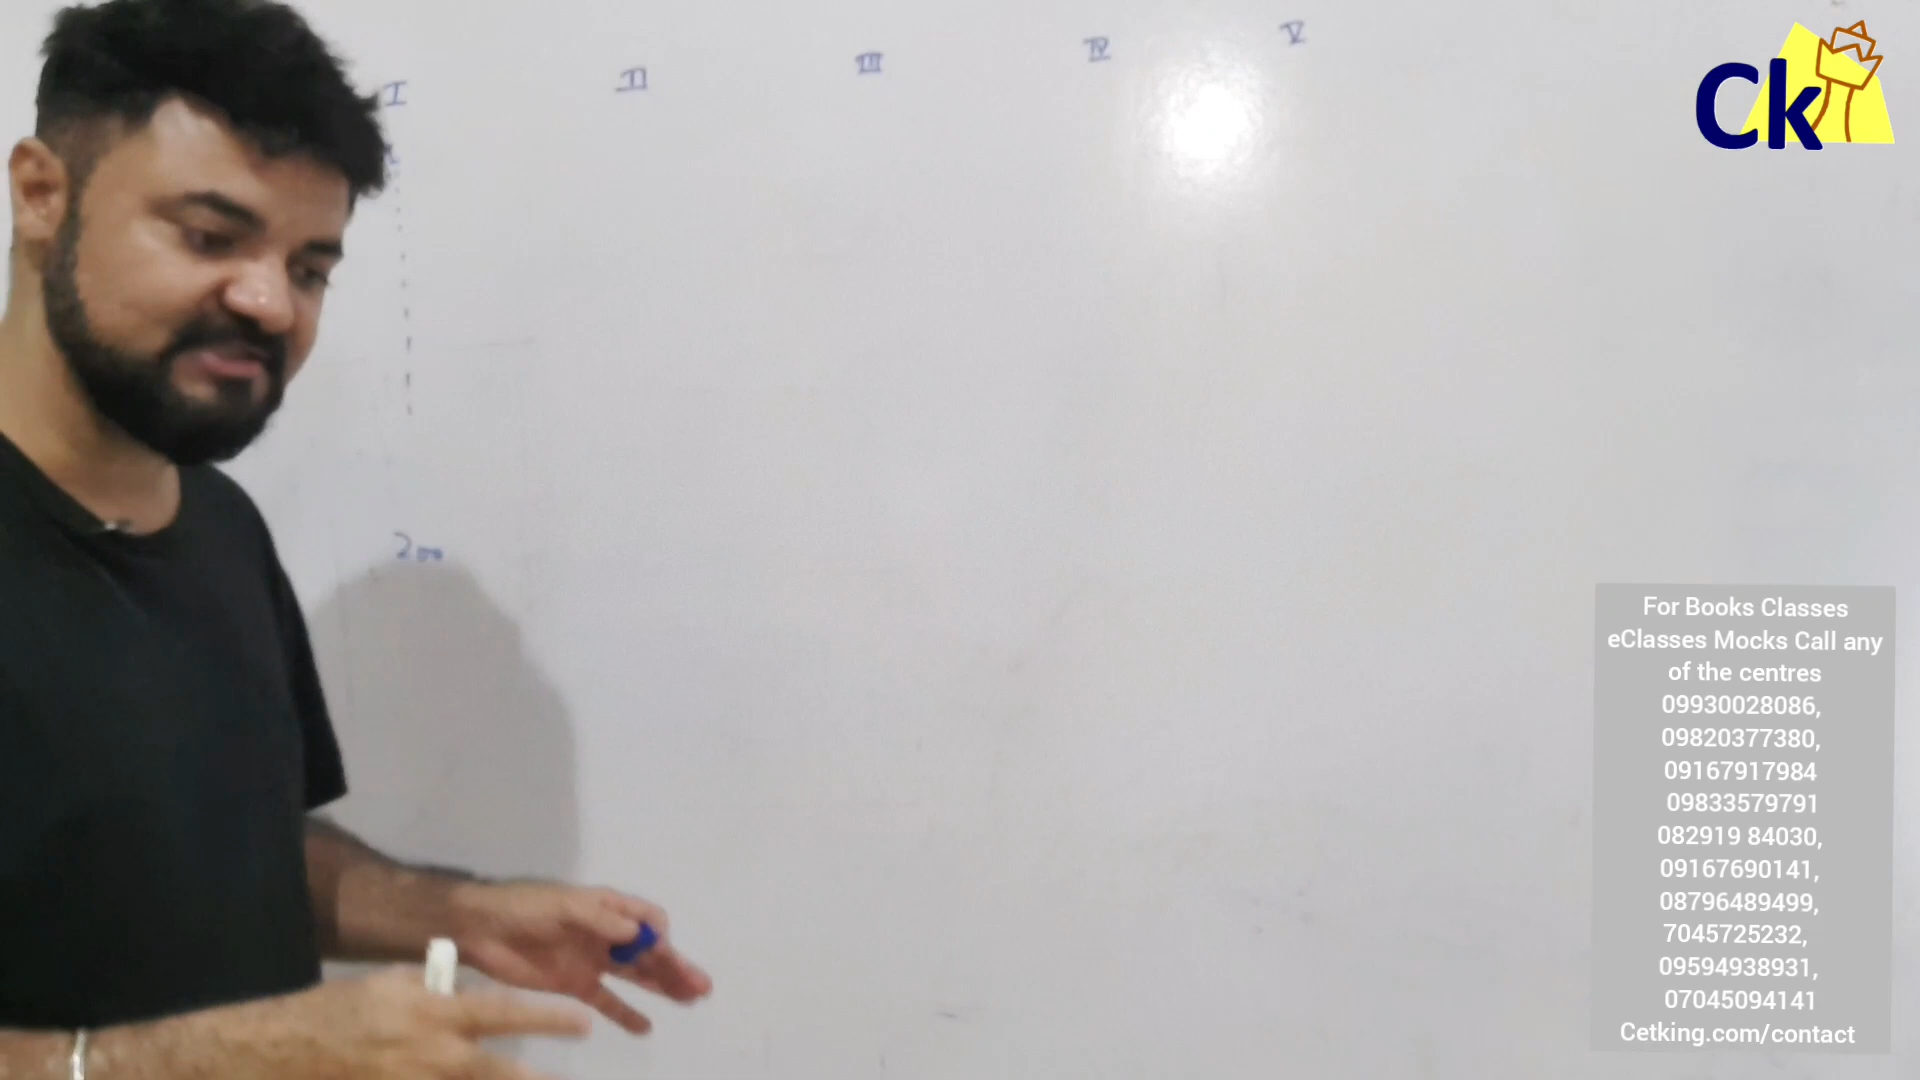 I II III IV V
Ck
200
For Books Classes
eClasses Mocks Call any
of the centres
09930028086,
09820377380,
09167917984
09833579791
082919 84030,
09167690141,
08796489499,
7045725232,
09594938931,
07045094141
Cetking.com/contact